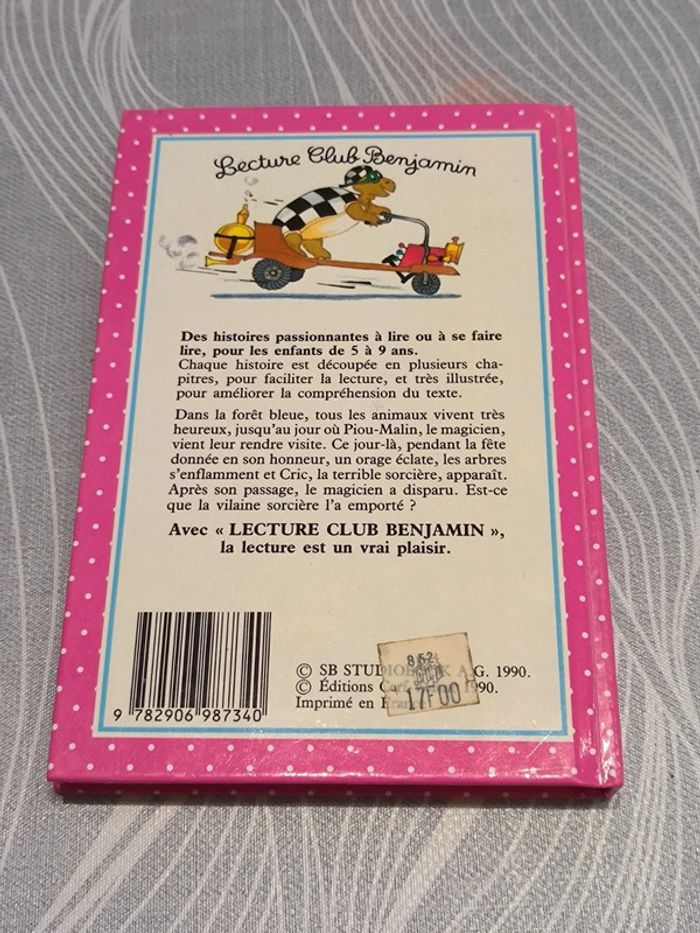 Lecture Club Benjamin
Des histoires passionnantes à lire ou à se faire
lire, pour les enfants de 5 à 9 ans.
Chaque histoire est découpée en plusieurs cha-
pitres, pour faciliter la lecture, et très illustrée,
pour améliorer la compréhension du texte.
Dans la forêt bleue, tous les animaux vivent très
heureux, jusqu'au jour où Piou-Malin, le magicien,
vient leur rendre visite. Ce jour-là, pendant la fête
donnée en son honneur, un orage éclate, les arbres
s'enflamment et Cric, la terrible sorcière, apparaît.
Après son passage, le magicien a disparu. Est-ce
que la vilaine sorcière l'a emporté ?
Avec « LECTURE CLUB BENJAMIN »,
la lecture est un vrai plaisir.
852
17F00
© SB STUDIOBOOK A.G. 1990.
© Éditions 1990.
Imprimé en France
9 782906 987340